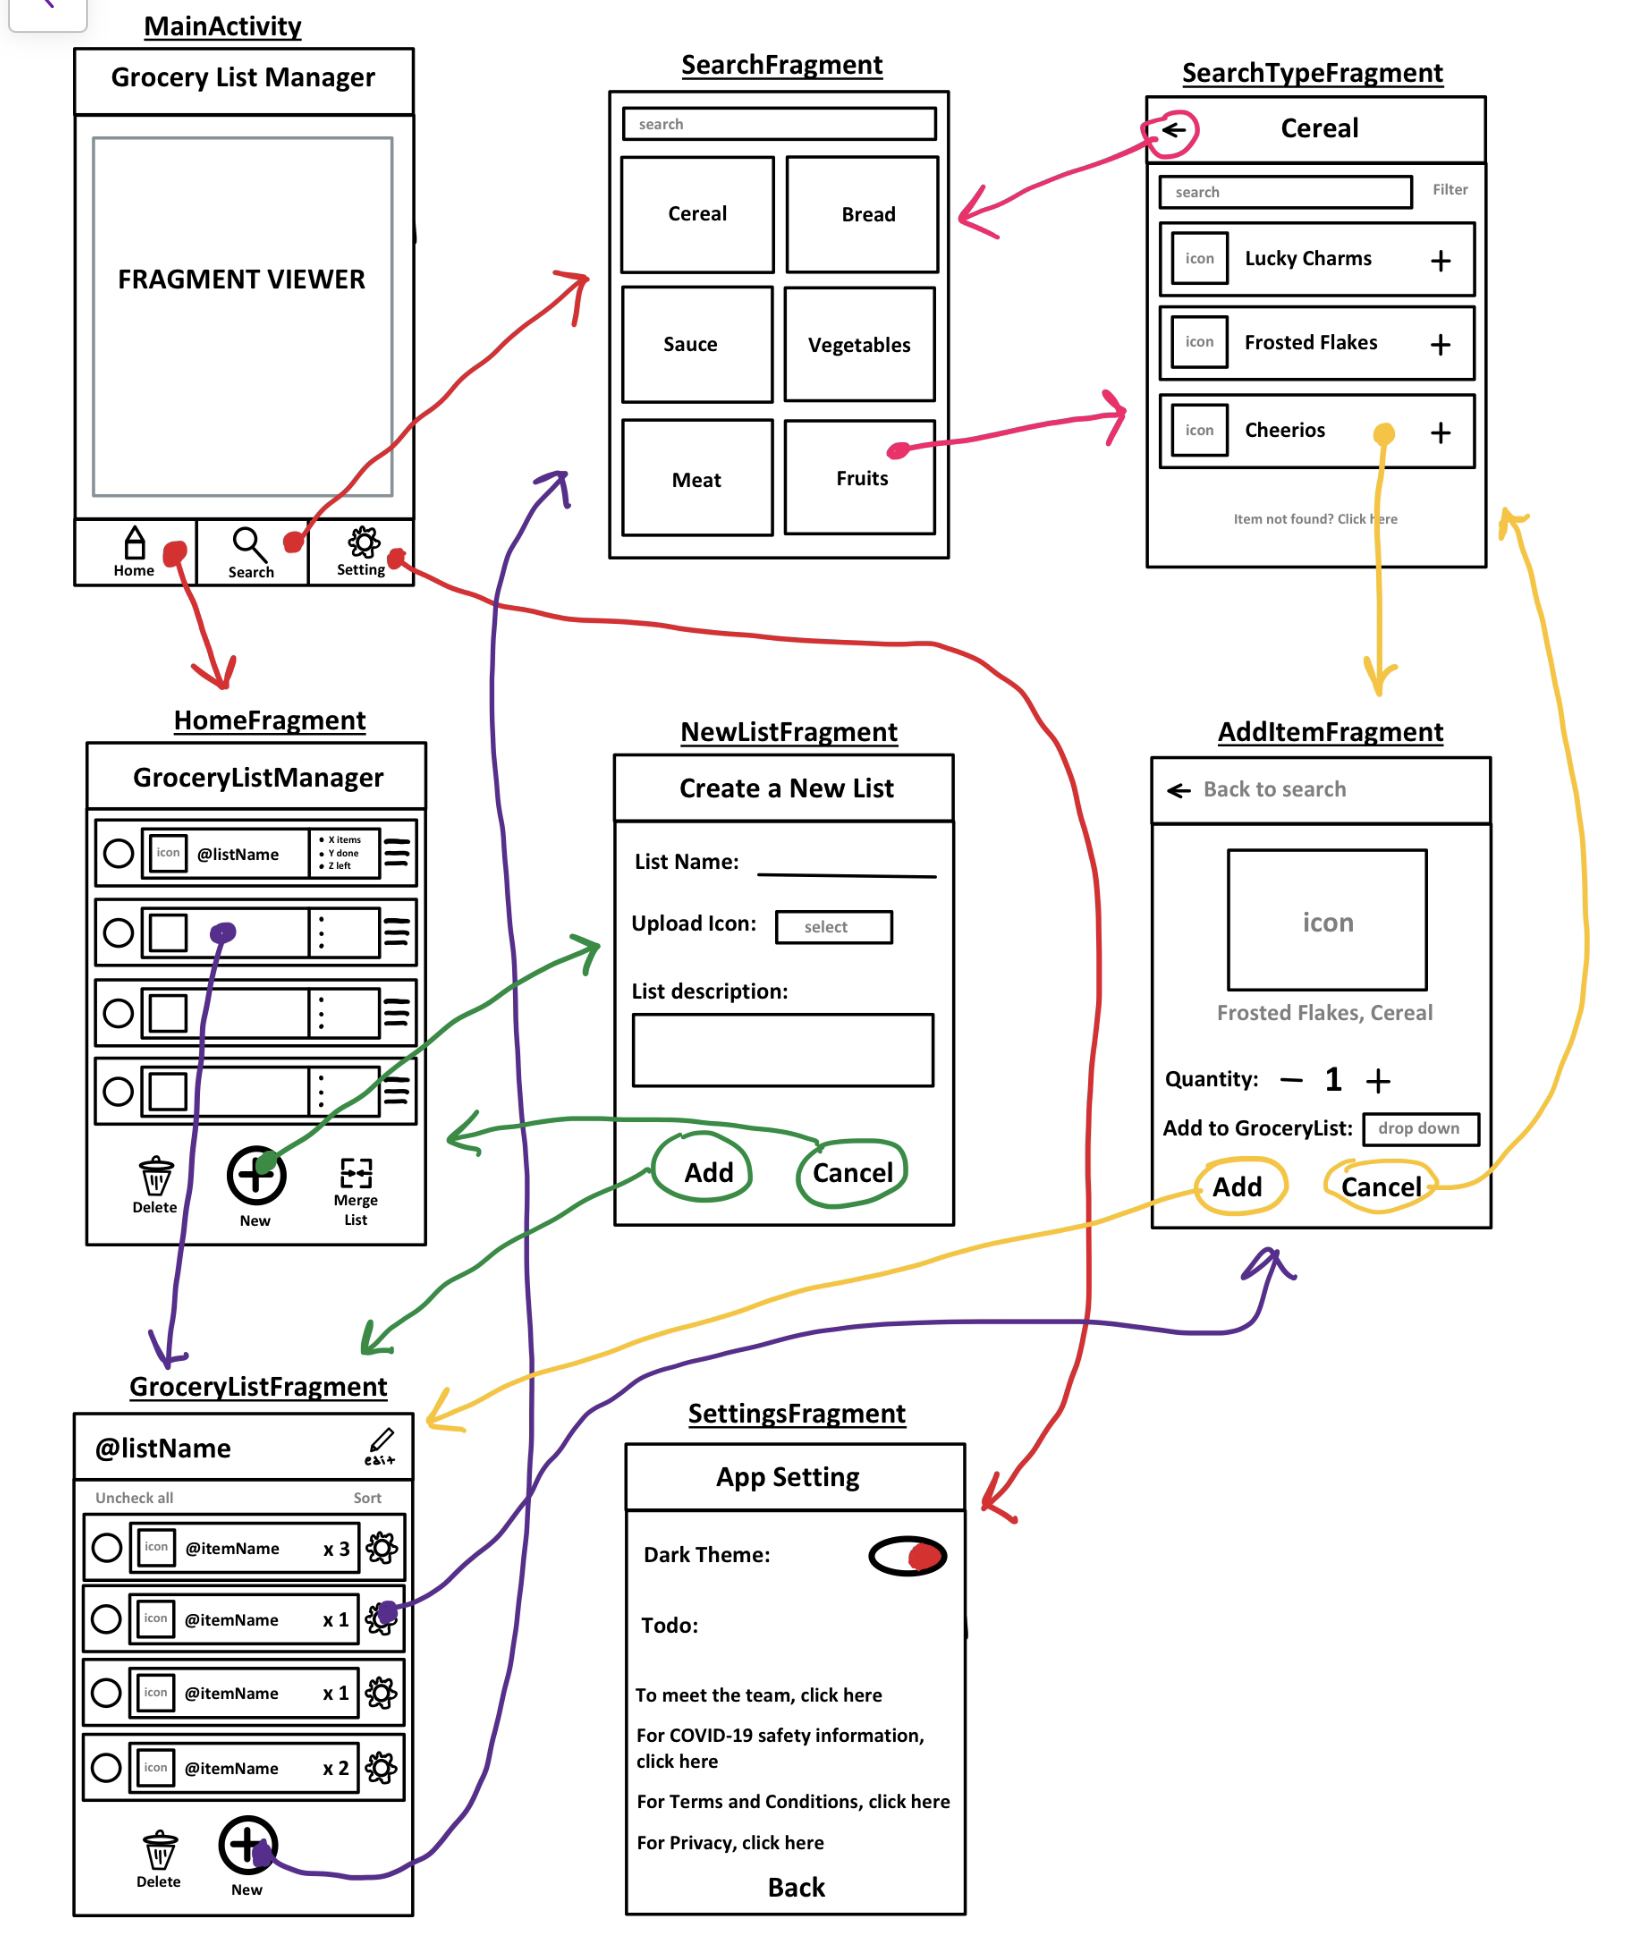 MainActivity
Grocery List Manager
FRAGMENT VIEWER
Home
Search
Setting
SearchFragment
search
Cereal
Bread
Sauce
Vegetables
Meat
Fruits
SearchTypeFragment
Cereal
search
Filter
icon
Lucky Charms
+
icon
Frosted Flakes
+
icon
Cheerios
+
Item not found? Click here
HomeFragment
GroceryListManager
icon
@listName
• X items
• Y done
• Z left
Delete
New
Merge
List
NewListFragment
Create a New List
List Name:
Upload Icon:
select
List description:
Add
Cancel
AddItemFragment
Back to search
icon
Frosted Flakes, Cereal
Quantity: — 1 +
Add to GroceryList:
drop down
Add
Cancel
GroceryListFragment
@listName
edit
Uncheck all
Sort
icon
@itemName
x 3
icon
@itemName
x 1
icon
@itemName
x 1
icon
@itemName
x 2
Delete
New
SettingsFragment
App Setting
Dark Theme:
Todo:
To meet the team, click here
For COVID-19 safety information,
click here
For Terms and Conditions, click here
For Privacy, click here
Back